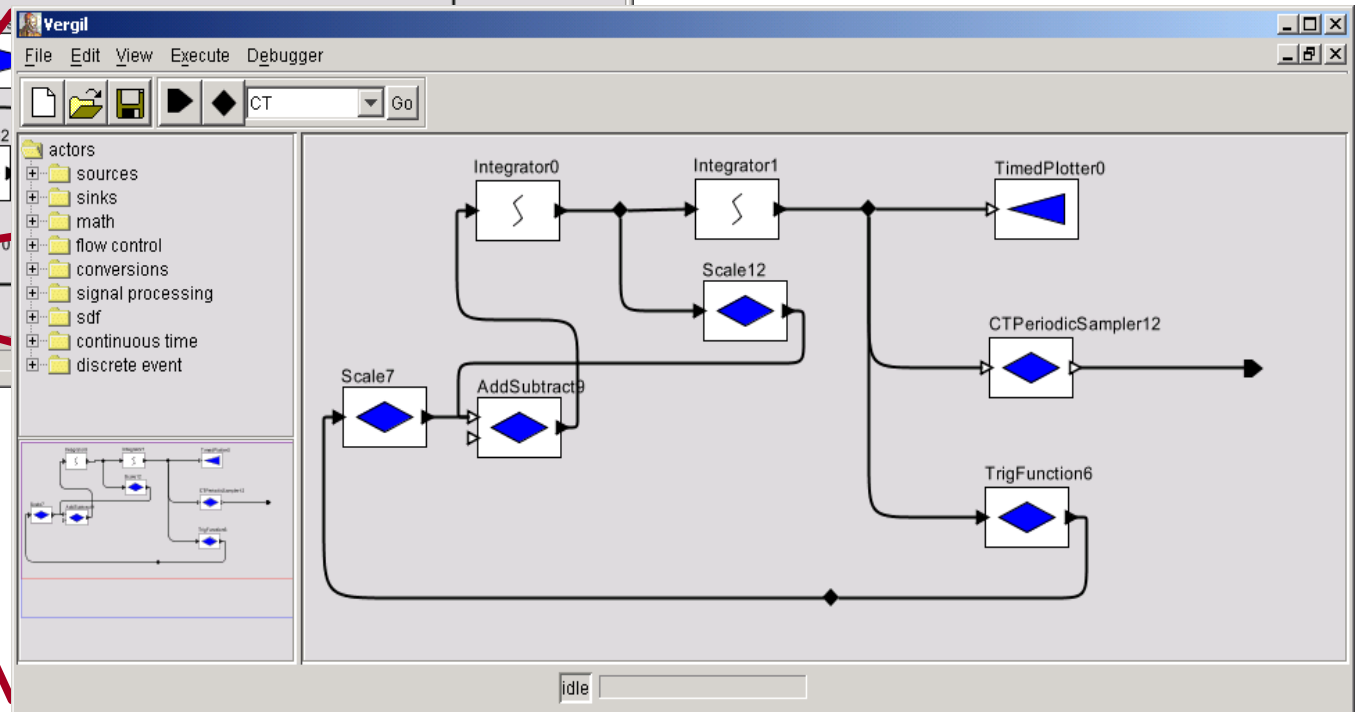 Vergil
File Edit View Execute Debugger
CT Go
2
actors
sources
sinks
math
flow control
conversions
signal processing
sdf
continuous time
discrete event
Integrator0 Integrator1 TimedPlotter0
Scale12
CTPeriodicSampler12
Scale7 AddSubtract9
TrigFunction6
idle